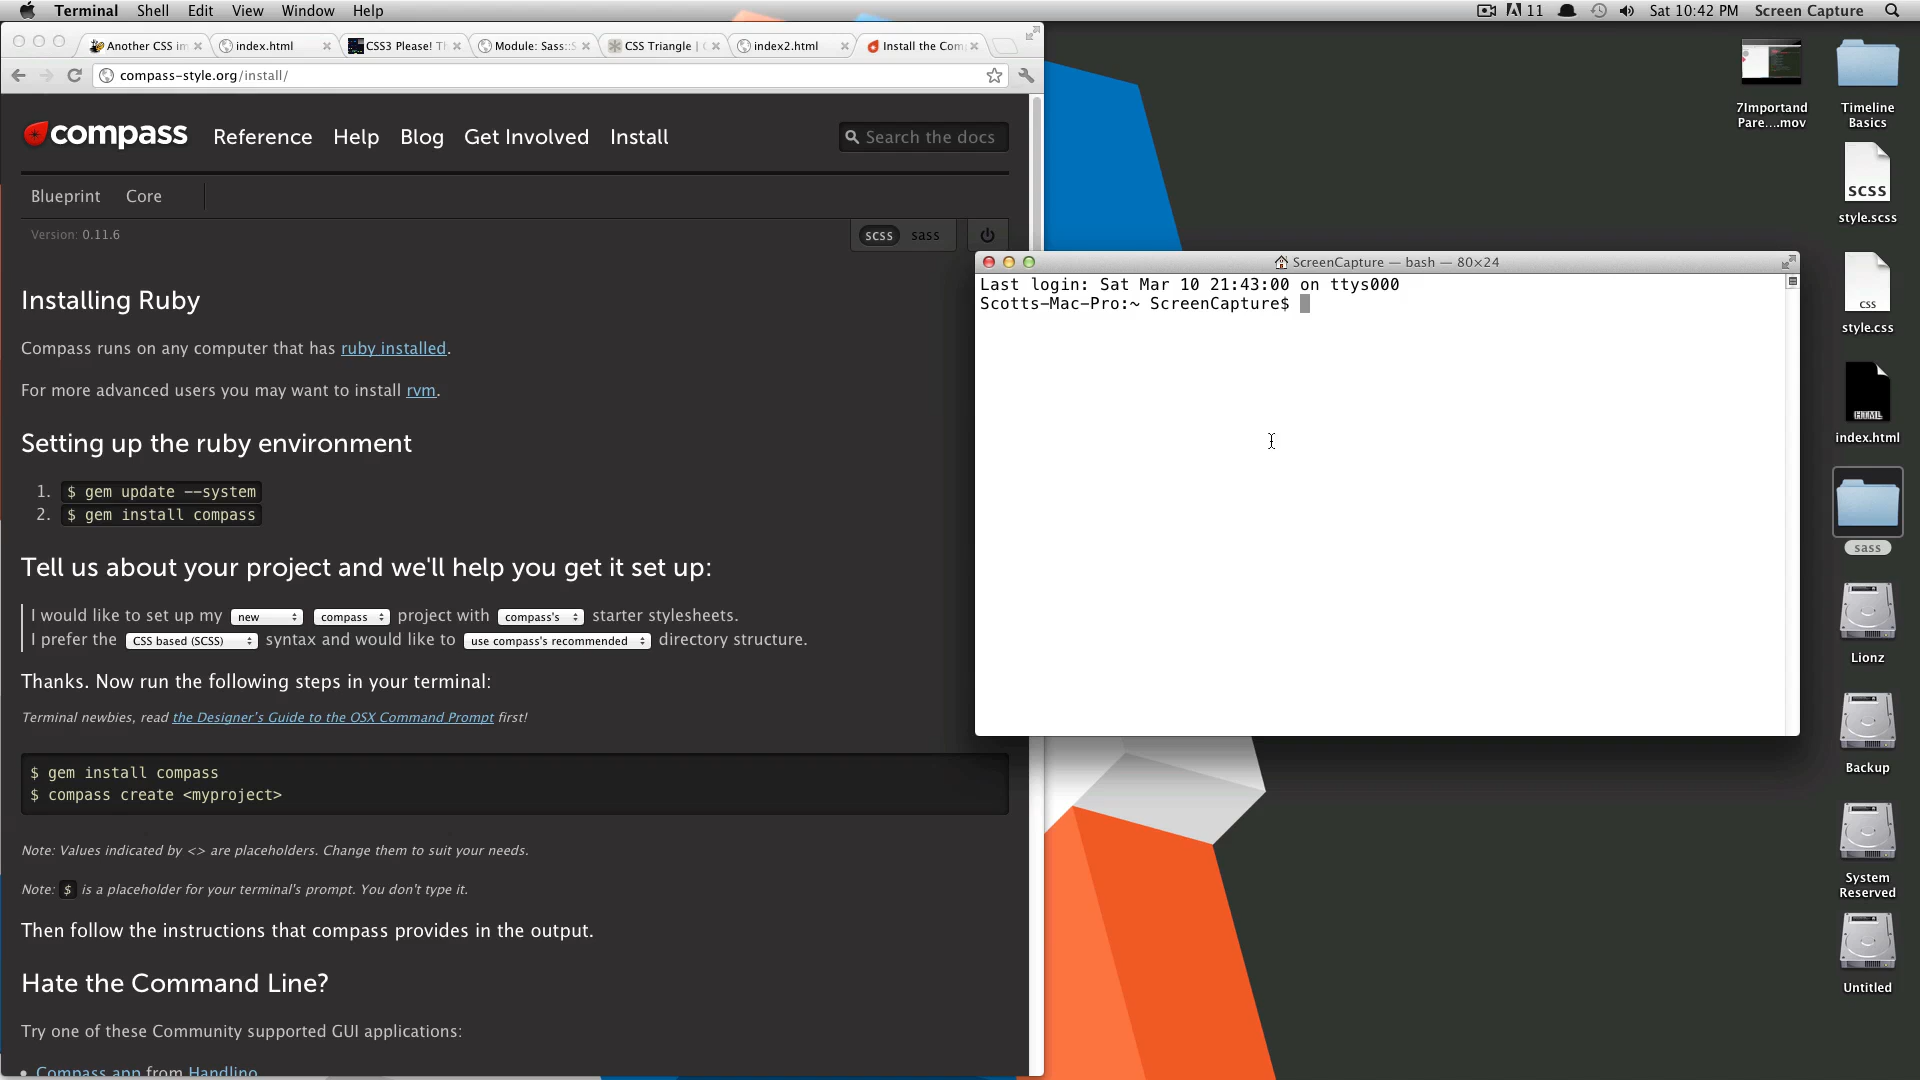 Terminal Shell Edit View Window Help
11 Sat 10:42 PM Screen Capture
Another CSS im
index.html
CSS3 Please! Th
Module: Sass::S
CSS Triangle | C
index2.html
Install the Com
compass-style.org/install/
compass Reference Help Blog Get Involved Install Search the docs
Blueprint Core
Version: 0.11.6 scss sass
Installing Ruby
Compass runs on any computer that has ruby installed.
For more advanced users you may want to install rvm.
Setting up the ruby environment
1. $ gem update --system
2. $ gem install compass
Tell us about your project and we'll help you get it set up:
I would like to set up my new compass project with compass's starter stylesheets.
I prefer the CSS based (SCSS) syntax and would like to use compass's recommended directory structure.
Thanks. Now run the following steps in your terminal:
Terminal newbies, read the Designer's Guide to the OSX Command Prompt first!
$ gem install compass
$ compass create <myproject>
Note: Values indicated by <> are placeholders. Change them to suit your needs.
Note: $ is a placeholder for your terminal's prompt. You don't type it.
Then follow the instructions that compass provides in the output.
Hate the Command Line?
Try one of these Community supported GUI applications:
• Compass.app from Handlino
ScreenCapture — bash — 80×24
Last login: Sat Mar 10 21:43:00 on ttys000
Scotts-Mac-Pro:~ ScreenCapture$
7Importand
Pare....mov
Timeline
Basics
SCSS
style.scss
CSS
style.css
HTML
index.html
sass
Lionz
Backup
System
Reserved
Untitled